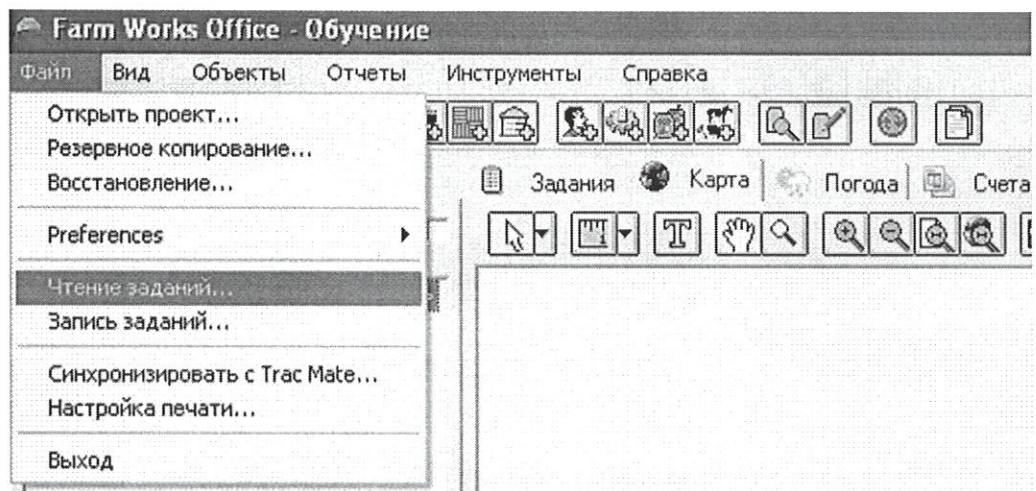 Farm Works Office - Обучение
Файл Вид Объекты Отчеты Инструменты Справка
Открыть проект...
Резервное копирование...
Восстановление...
Preferences
Чтение заданий...
Запись заданий...
Синхронизировать с Trac Mate...
Настройка печати...
Выход
Задания Карта Погода Счета
T